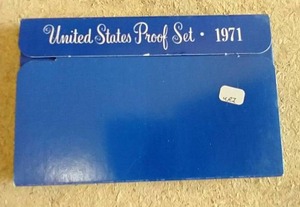 United States Proof Set • 1971